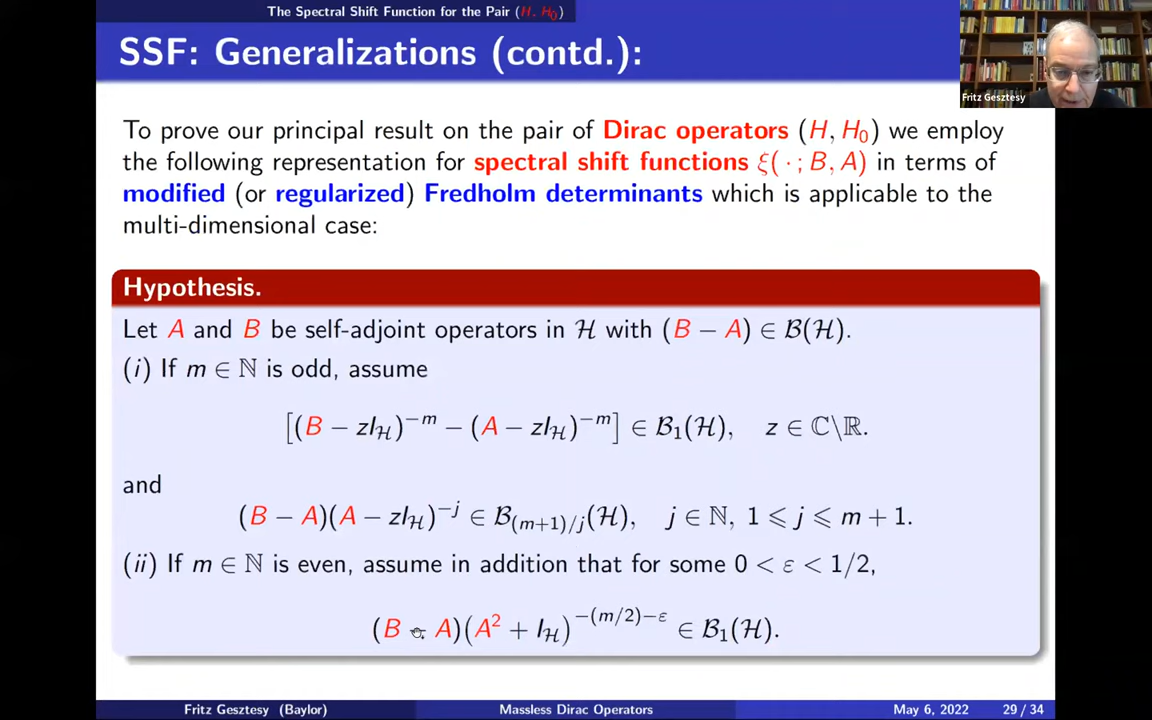 The Spectral Shift Function for the Pair (H, H₀)
SSF: Generalizations (contd.):
Fritz Gesztesy
To prove our principal result on the pair of Dirac operators (H, H₀) we employ
the following representation for spectral shift functions ξ( · ; B, A) in terms of
modified (or regularized) Fredholm determinants which is applicable to the
multi-dimensional case:
Hypothesis.
Let A and B be self-adjoint operators in ℋ with (B − A) ∈ ℬ(ℋ).
(i) If m ∈ ℕ is odd, assume
[(B − zI_ℋ)^{−m} − (A − zI_ℋ)^{−m}] ∈ ℬ₁(ℋ), z ∈ ℂ\ℝ.
and
(B − A)(A − zI_ℋ)^{−j} ∈ ℬ_{(m+1)/j}(ℋ), j ∈ ℕ, 1 ⩽ j ⩽ m + 1.
(ii) If m ∈ ℕ is even, assume in addition that for some 0 < ε < 1/2,
(B − A)(A² + I_ℋ)^{−(m/2)−ε} ∈ ℬ₁(ℋ).
Fritz Gesztesy (Baylor) Massless Dirac Operators May 6, 2022 29 / 34